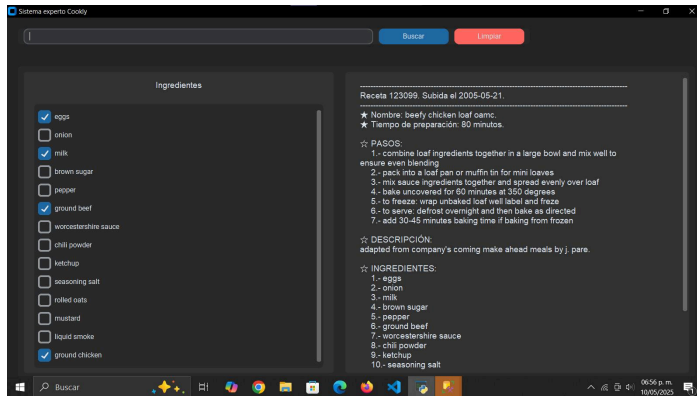 Sistema experto Cookly
Buscar
Limpiar
Ingredientes
eggs
onion
milk
brown sugar
pepper
ground beef
worcestershire sauce
chili powder
ketchup
seasoning salt
rolled oats
mustard
liquid smoke
ground chicken
Receta 123099. Subida el 2005-05-21.
★ Nombre: beefy chicken loaf oamc.
★ Tiempo de preparación: 80 minutos.
☆ PASOS:
1.- combine loaf ingredients together in a large bowl and mix well to
ensure even blending
2.- pack into a loaf pan or muffin tin for mini loaves
3.- mix sauce ingredients together and spread evenly over loaf
4.- bake uncovered for 60 minutes at 350 degrees
5.- to freeze: wrap unbaked loaf well label and freze
6.- to serve: defrost overnight and then bake as directed
7.- add 30-45 minutes baking time if baking from frozen
☆ DESCRIPCIÓN:
adapted from company's coming make ahead meals by j. pare.
☆ INGREDIENTES:
1.- eggs
2.- onion
3.- milk
4.- brown sugar
5.- pepper
6.- ground beef
7.- worcestershire sauce
8.- chili powder
9.- ketchup
10.- seasoning salt
Buscar
06:56 p. m.
10/05/2025